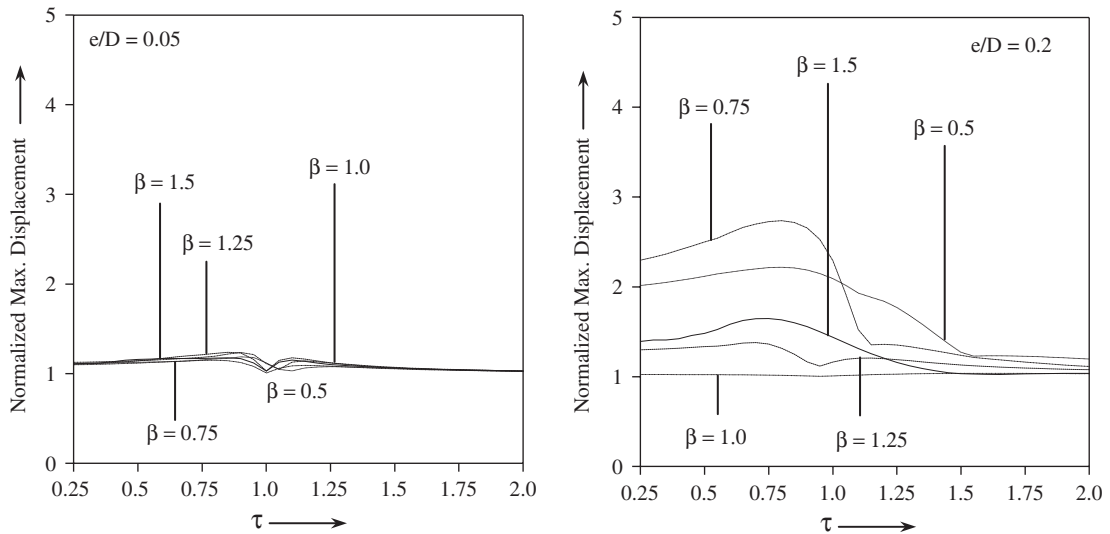 Normalized Max. Displacement
5
4
3
2
1
0
e/D = 0.05
β = 1.5
β = 1.25
β = 1.0
β = 0.5
β = 0.75
0.25 0.5 0.75 1.0 1.25 1.5 1.75 2.0
τ
Normalized Max. Displacement
5
4
3
2
1
0
e/D = 0.2
β = 1.5
β = 0.75
β = 0.5
β = 1.0
β = 1.25
0.25 0.5 0.75 1.0 1.25 1.5 1.75 2.0
τ